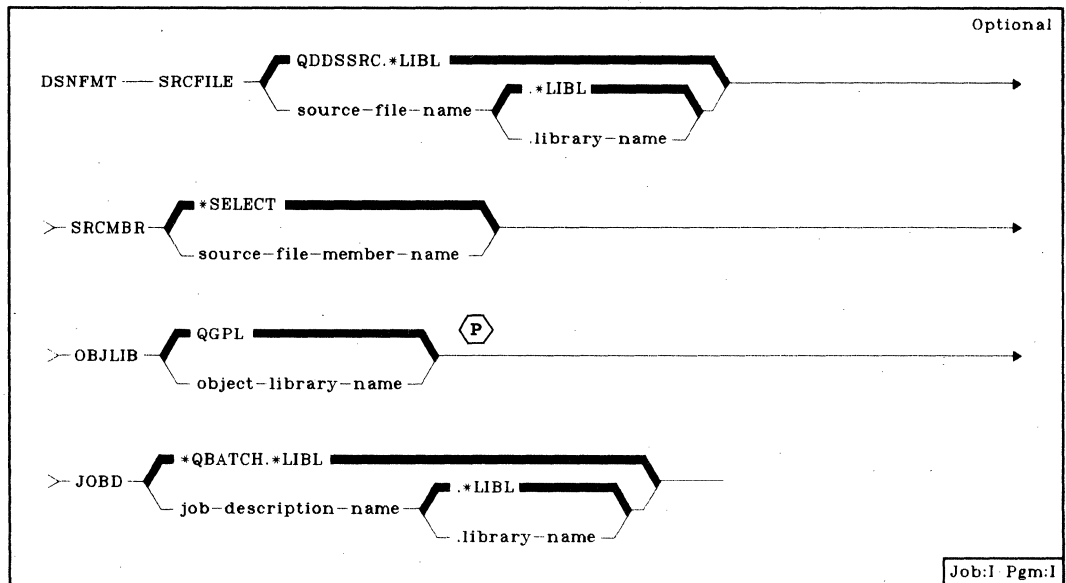 Optional
QDDSSRC.*LIBL
DSNFMT SRCFILE
.*LIBL
source-file-name
.library-name
*SELECT
SRCMBR
source-file-member-name
P
QGPL
OBJLIB
object-library-name
*QBATCH.*LIBL
JOBD
.*LIBL
job-description-name
.library-name
Job:I Pgm:I